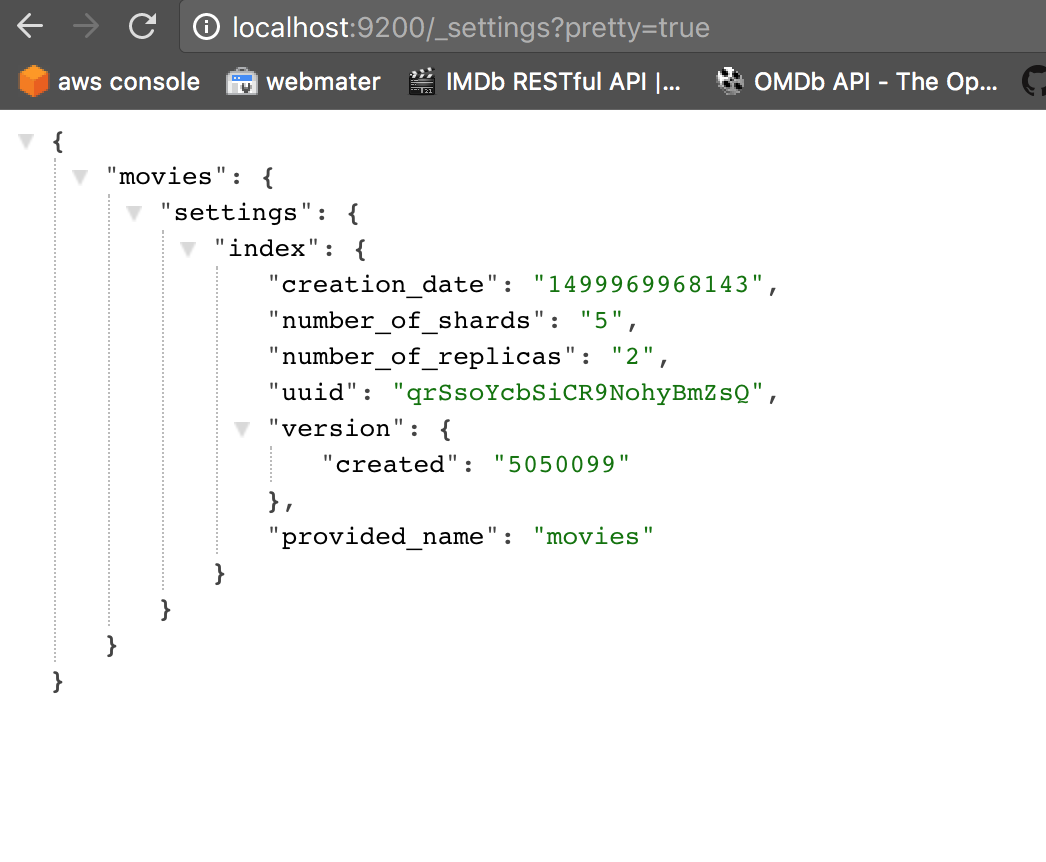 localhost:9200/_settings?pretty=true
aws console webmater IMDb RESTful API |... OMDb API - The Op...
{
"movies": {
"settings": {
"index": {
"creation_date": "1499969968143",
"number_of_shards": "5",
"number_of_replicas": "2",
"uuid": "qrSsoYcbSiCR9NohyBmZsQ",
"version": {
"created": "5050099"
},
"provided_name": "movies"
}
}
}
}